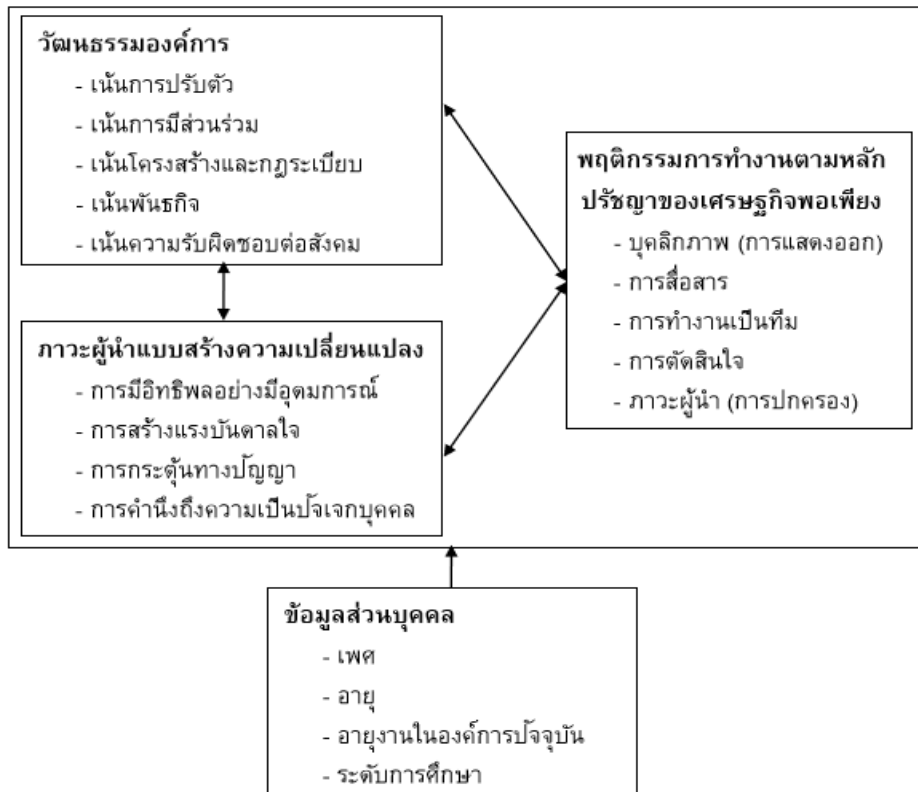 วัฒนธรรมองค์การ
- เน้นการปรับตัว
- เน้นการมีส่วนร่วม
- เน้นโครงสร้างและกฎระเบียบ
- เน้นพันธกิจ
- เน้นความรับผิดชอบต่อสังคม
ภาวะผู้นำแบบสร้างความเปลี่ยนแปลง
- การมีอิทธิพลอย่างมีอุดมการณ์
- การสร้างแรงบันดาลใจ
- การกระตุ้นทางปัญญา
- การคำนึงถึงความเป็นปัจเจกบุคคล
พฤติกรรมการทำงานตามหลัก
ปรัชญาของเศรษฐกิจพอเพียง
- บุคลิกภาพ (การแสดงออก)
- การสื่อสาร
- การทำงานเป็นทีม
- การตัดสินใจ
- ภาวะผู้นำ (การปกครอง)
ข้อมูลส่วนบุคคล
- เพศ
- อายุ
- อายุงานในองค์การปัจจุบัน
- ระดับการศึกษา